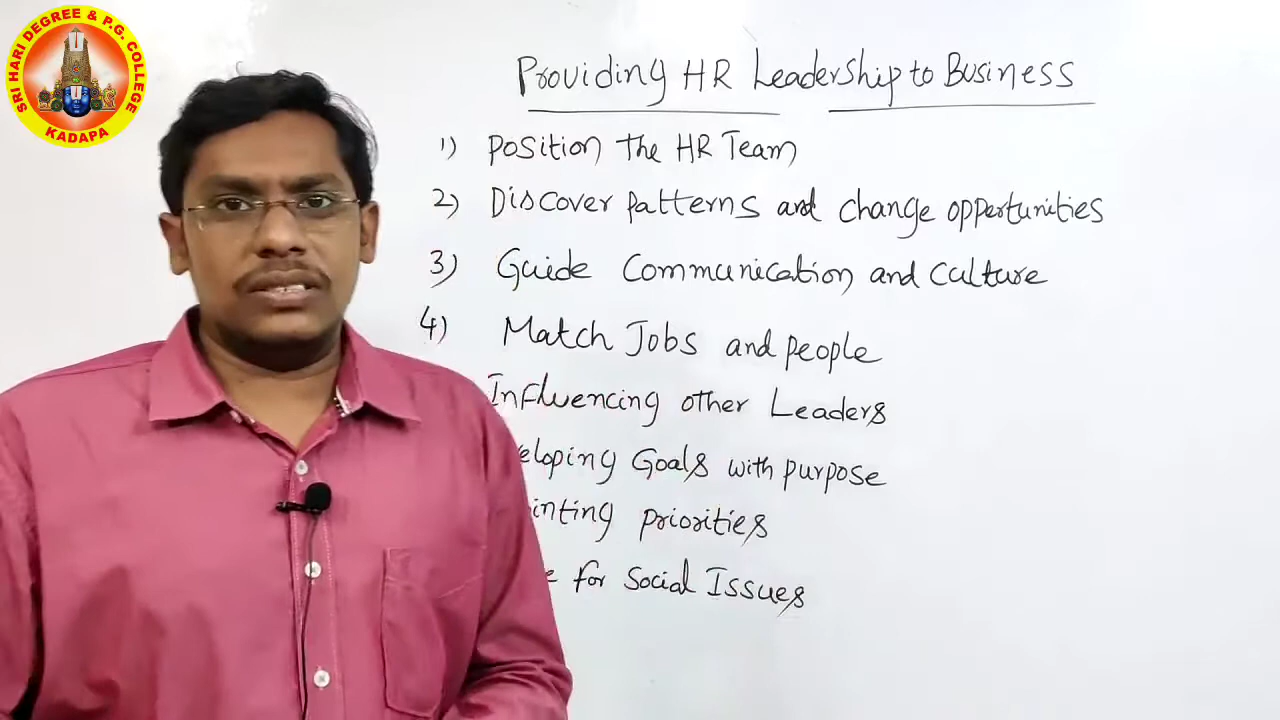 SRI HARI DEGREE & P.G. COLLEGE
KADAPA
Providing HR Leadership to Business
1) Position the HR Team
2) Discover patterns and change opportunities
3) Guide Communication and Culture
4) Match Jobs and people
Influencing other Leaders
eloping Goals with purpose
inting priorities
e for Social Issues